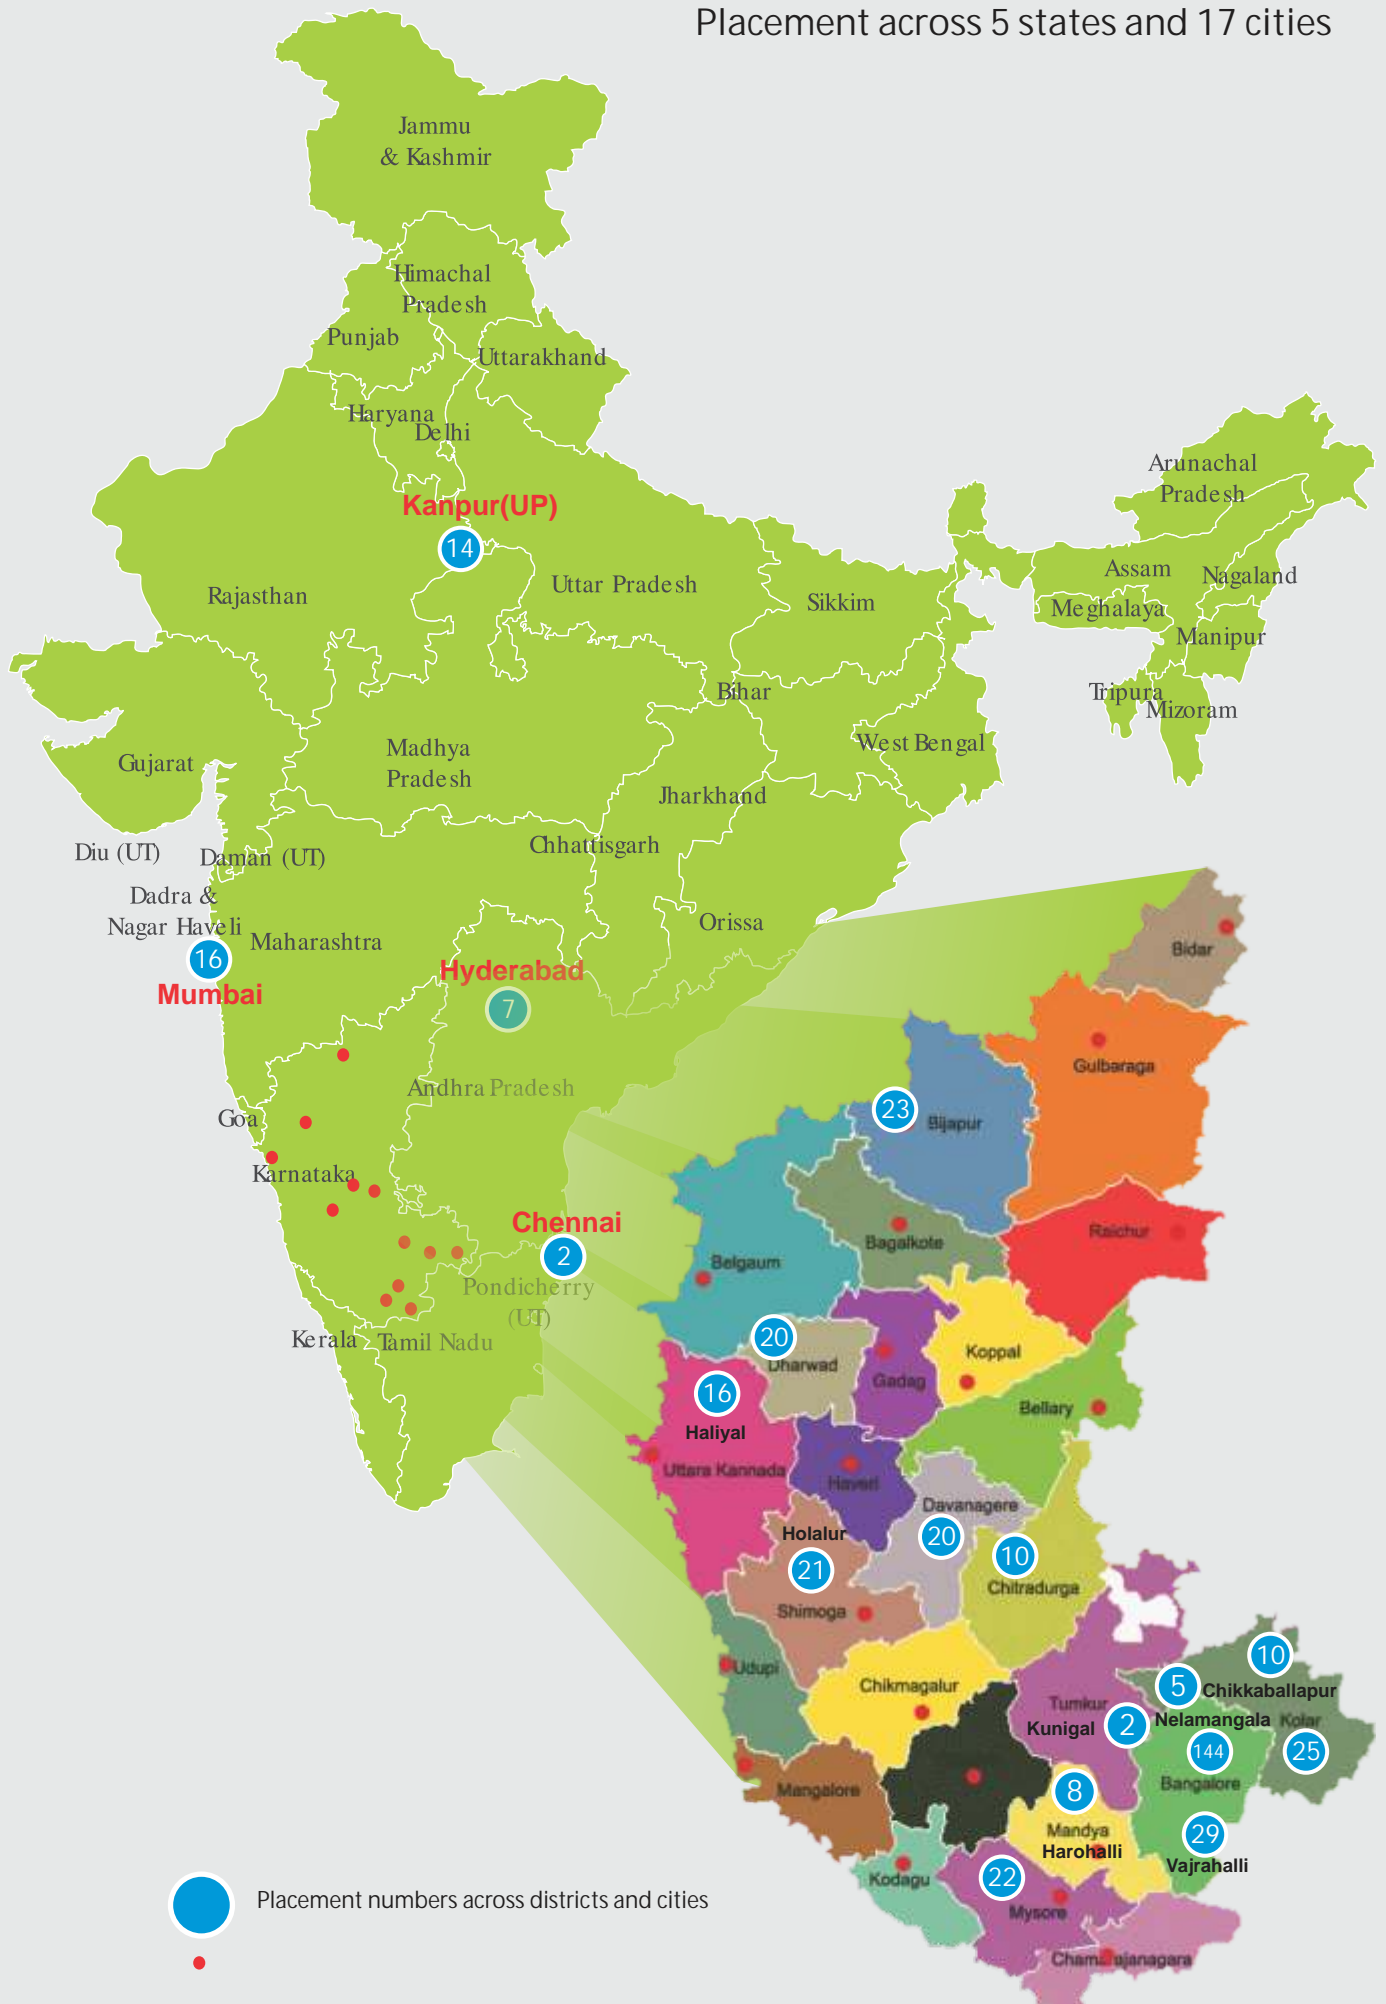 Placement across 5 states and 17 cities
Jammu
& Kashmir
Himachal
Pradesh
Punjab
Uttarakhand
Haryana
Delhi
Arunachal
Pradesh
Kanpur(UP)
14
Assam
Nagaland
Uttar Pradesh
Rajasthan
Sikkim
Meghalaya
Manipur
Bihar
Tripura
Mizoram
West Bengal
Madhya
Pradesh
Gujarat
Jharkhand
Chhattisgarh
Diu (UT)
Daman (UT)
Dadra &
Nagar Haveli
Orissa
Maharashtra
16
Mumbai
Hyderabad
7
Andhra Pradesh
Goa
Karnataka
Chennai
2
Pondicherry
(UT)
Kerala
Tamil Nadu
Bidar
Gulbaraga
23
Bijapur
Raichur
Bagalkote
Belgaum
20
Dharwad
Koppal
Gadag
16
Haliyal
Bellary
Uttara Kannada
Haveri
Davanagere
20
Holalur
21
10
Chitradurga
Shimoga
Udupi
10
Chikkaballapur
5
Nelamangala
Chikmagalur
Tumkur
Kunigal
2
Kolar
25
144
Bangalore
Mangalore
8
Mandya
Harohalli
29
Vajrahalli
Kodagu
22
Mysore
Chamarajanagara
Placement numbers across districts and cities